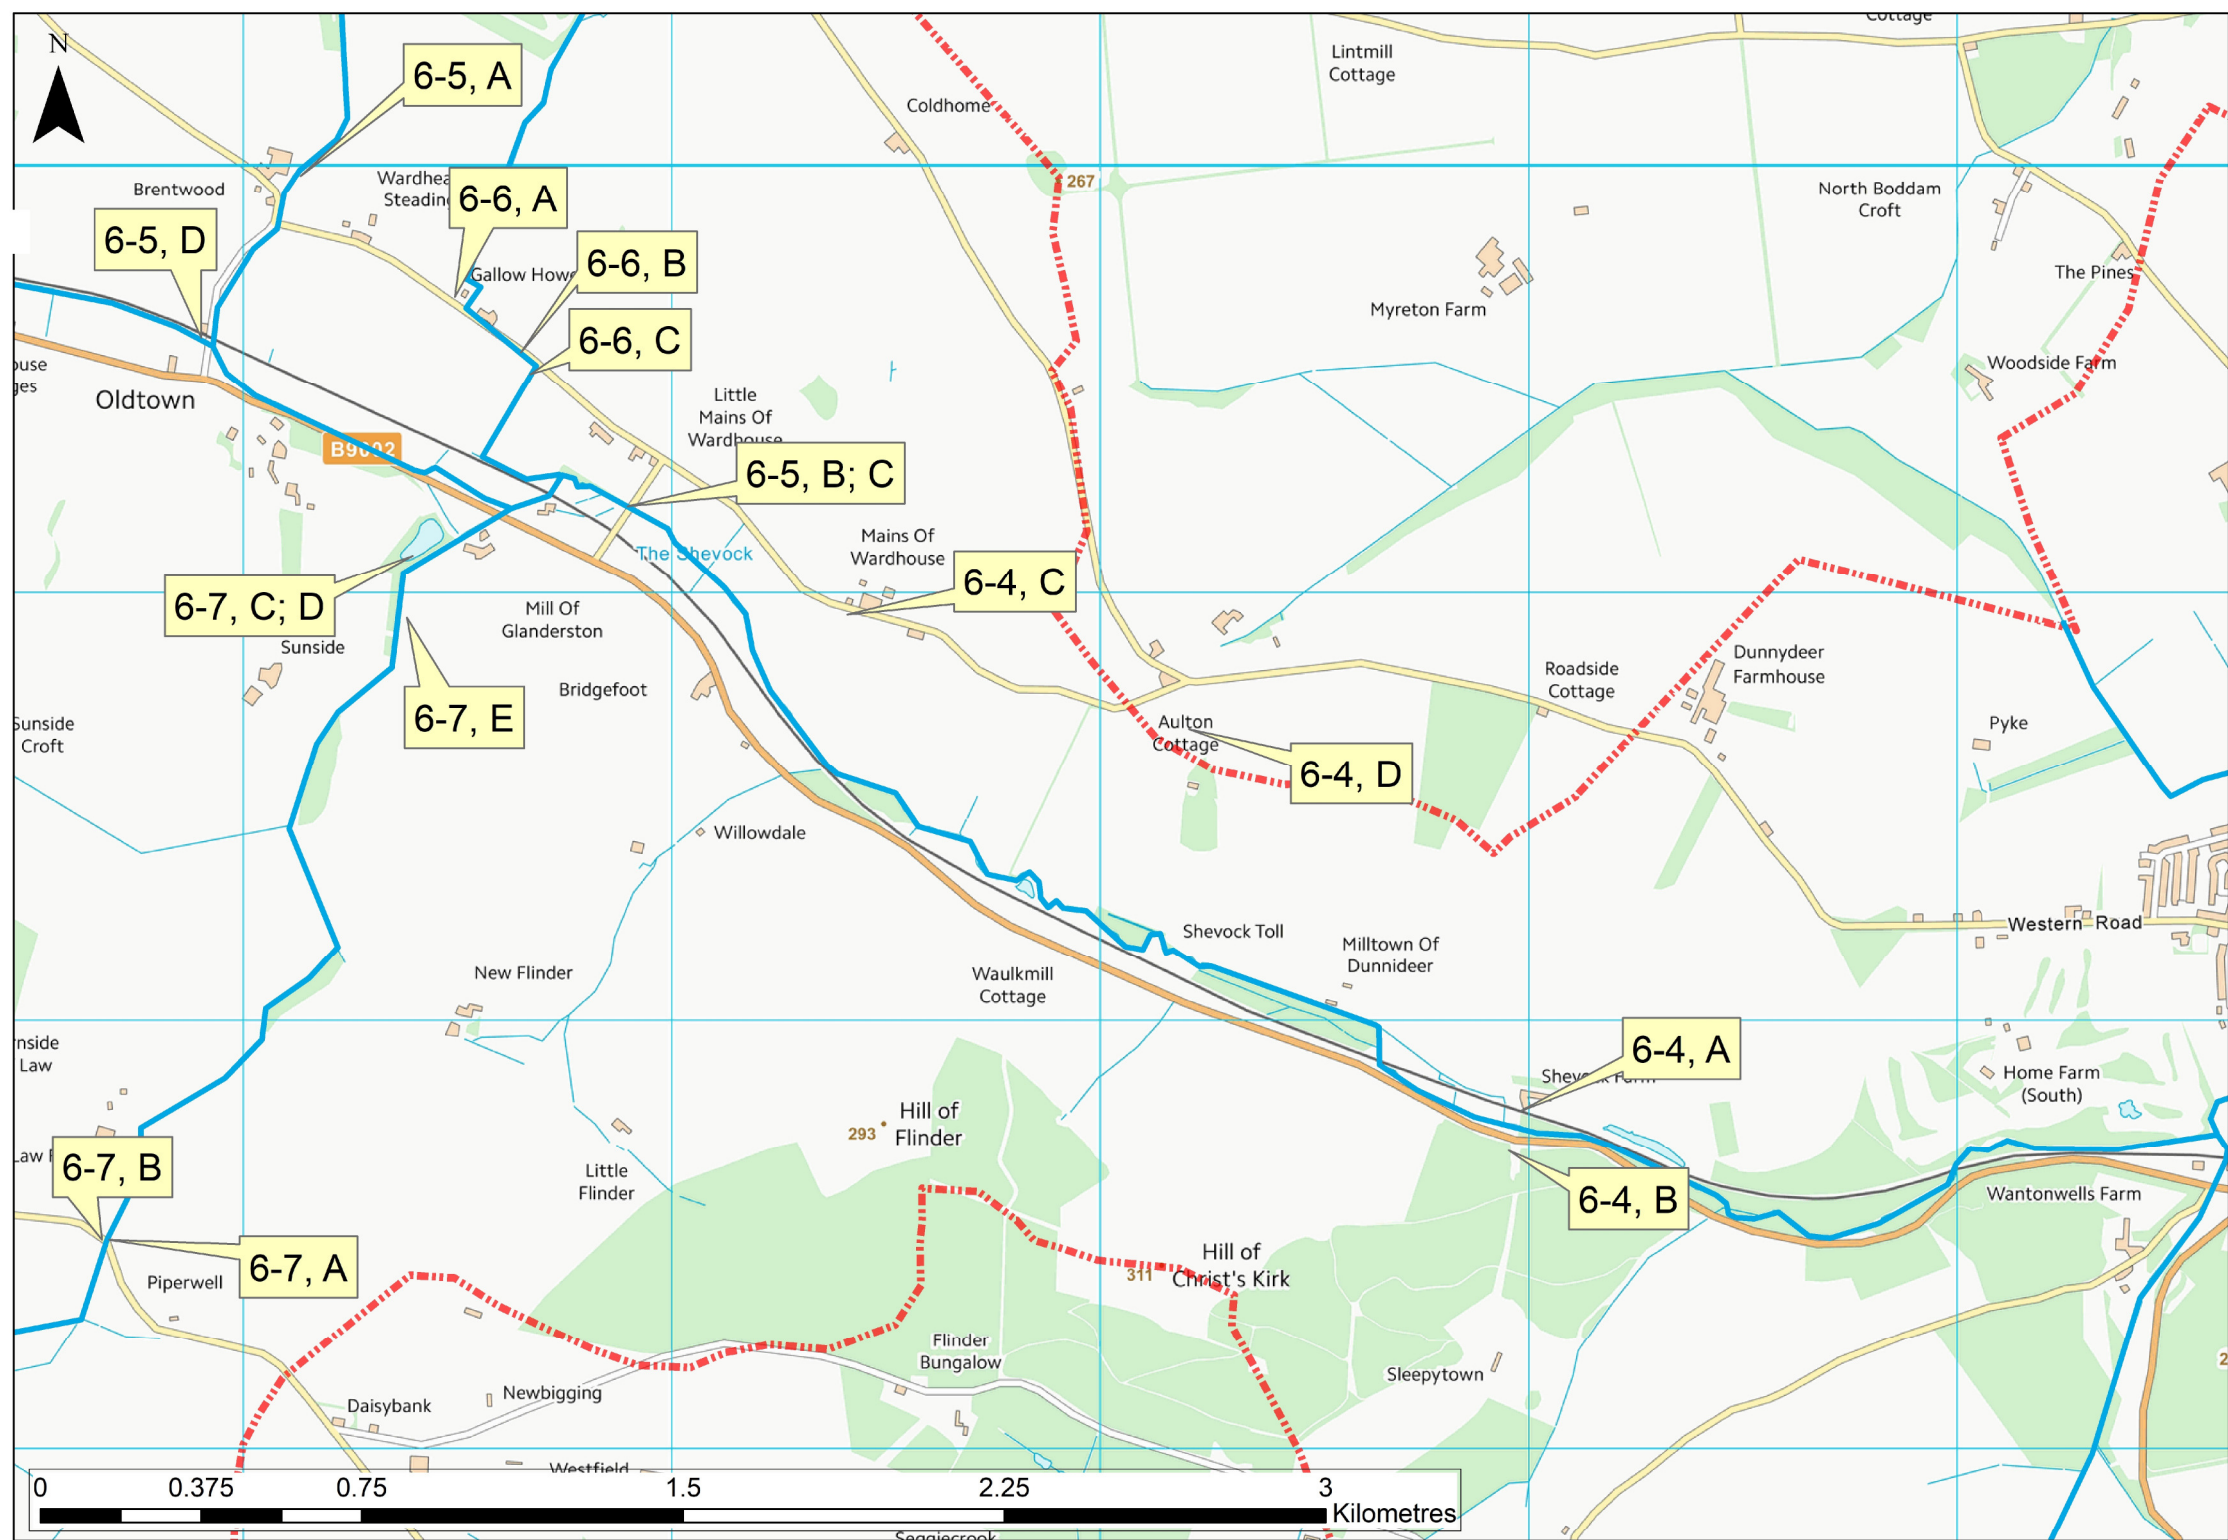 Cottage
N
6-5, A
Lintmill
Cottage
Coldhome
Brentwood
6-6, A
267
North Boddam
Croft
6-5, D
6-6, B
The Pines
Myreton Farm
6-6, C
Woodside Farm
Oldtown
Little
Mains Of
Wardhouse
6-5, B; C
The Shevock
Mains Of
Wardhouse
6-4, C
6-7, C; D
Mill Of
Glanderston
Sunside
Dunnydeer
Farmhouse
Roadside
Cottage
Bridgefoot
6-7, E
Sunside
Croft
Aulton
Cottage
Pyke
6-4, D
Willowdale
Western Road
Shevock Toll
Milltown Of
Dunnideer
New Flinder
Waulkmill
Cottage
Law
6-4, A
Home Farm
(South)
Hill of
Flinder
293
Law
6-7, B
Little
Flinder
6-4, B
Wantonwells Farm
6-7, A
Piperwell
Hill of
Christ's Kirk
311
Flinder
Bungalow
Sleepytown
Newbigging
Daisybank
Westfield
0 0.375 0.75 1.5 2.25 3
Kilometres
Seggiecrook